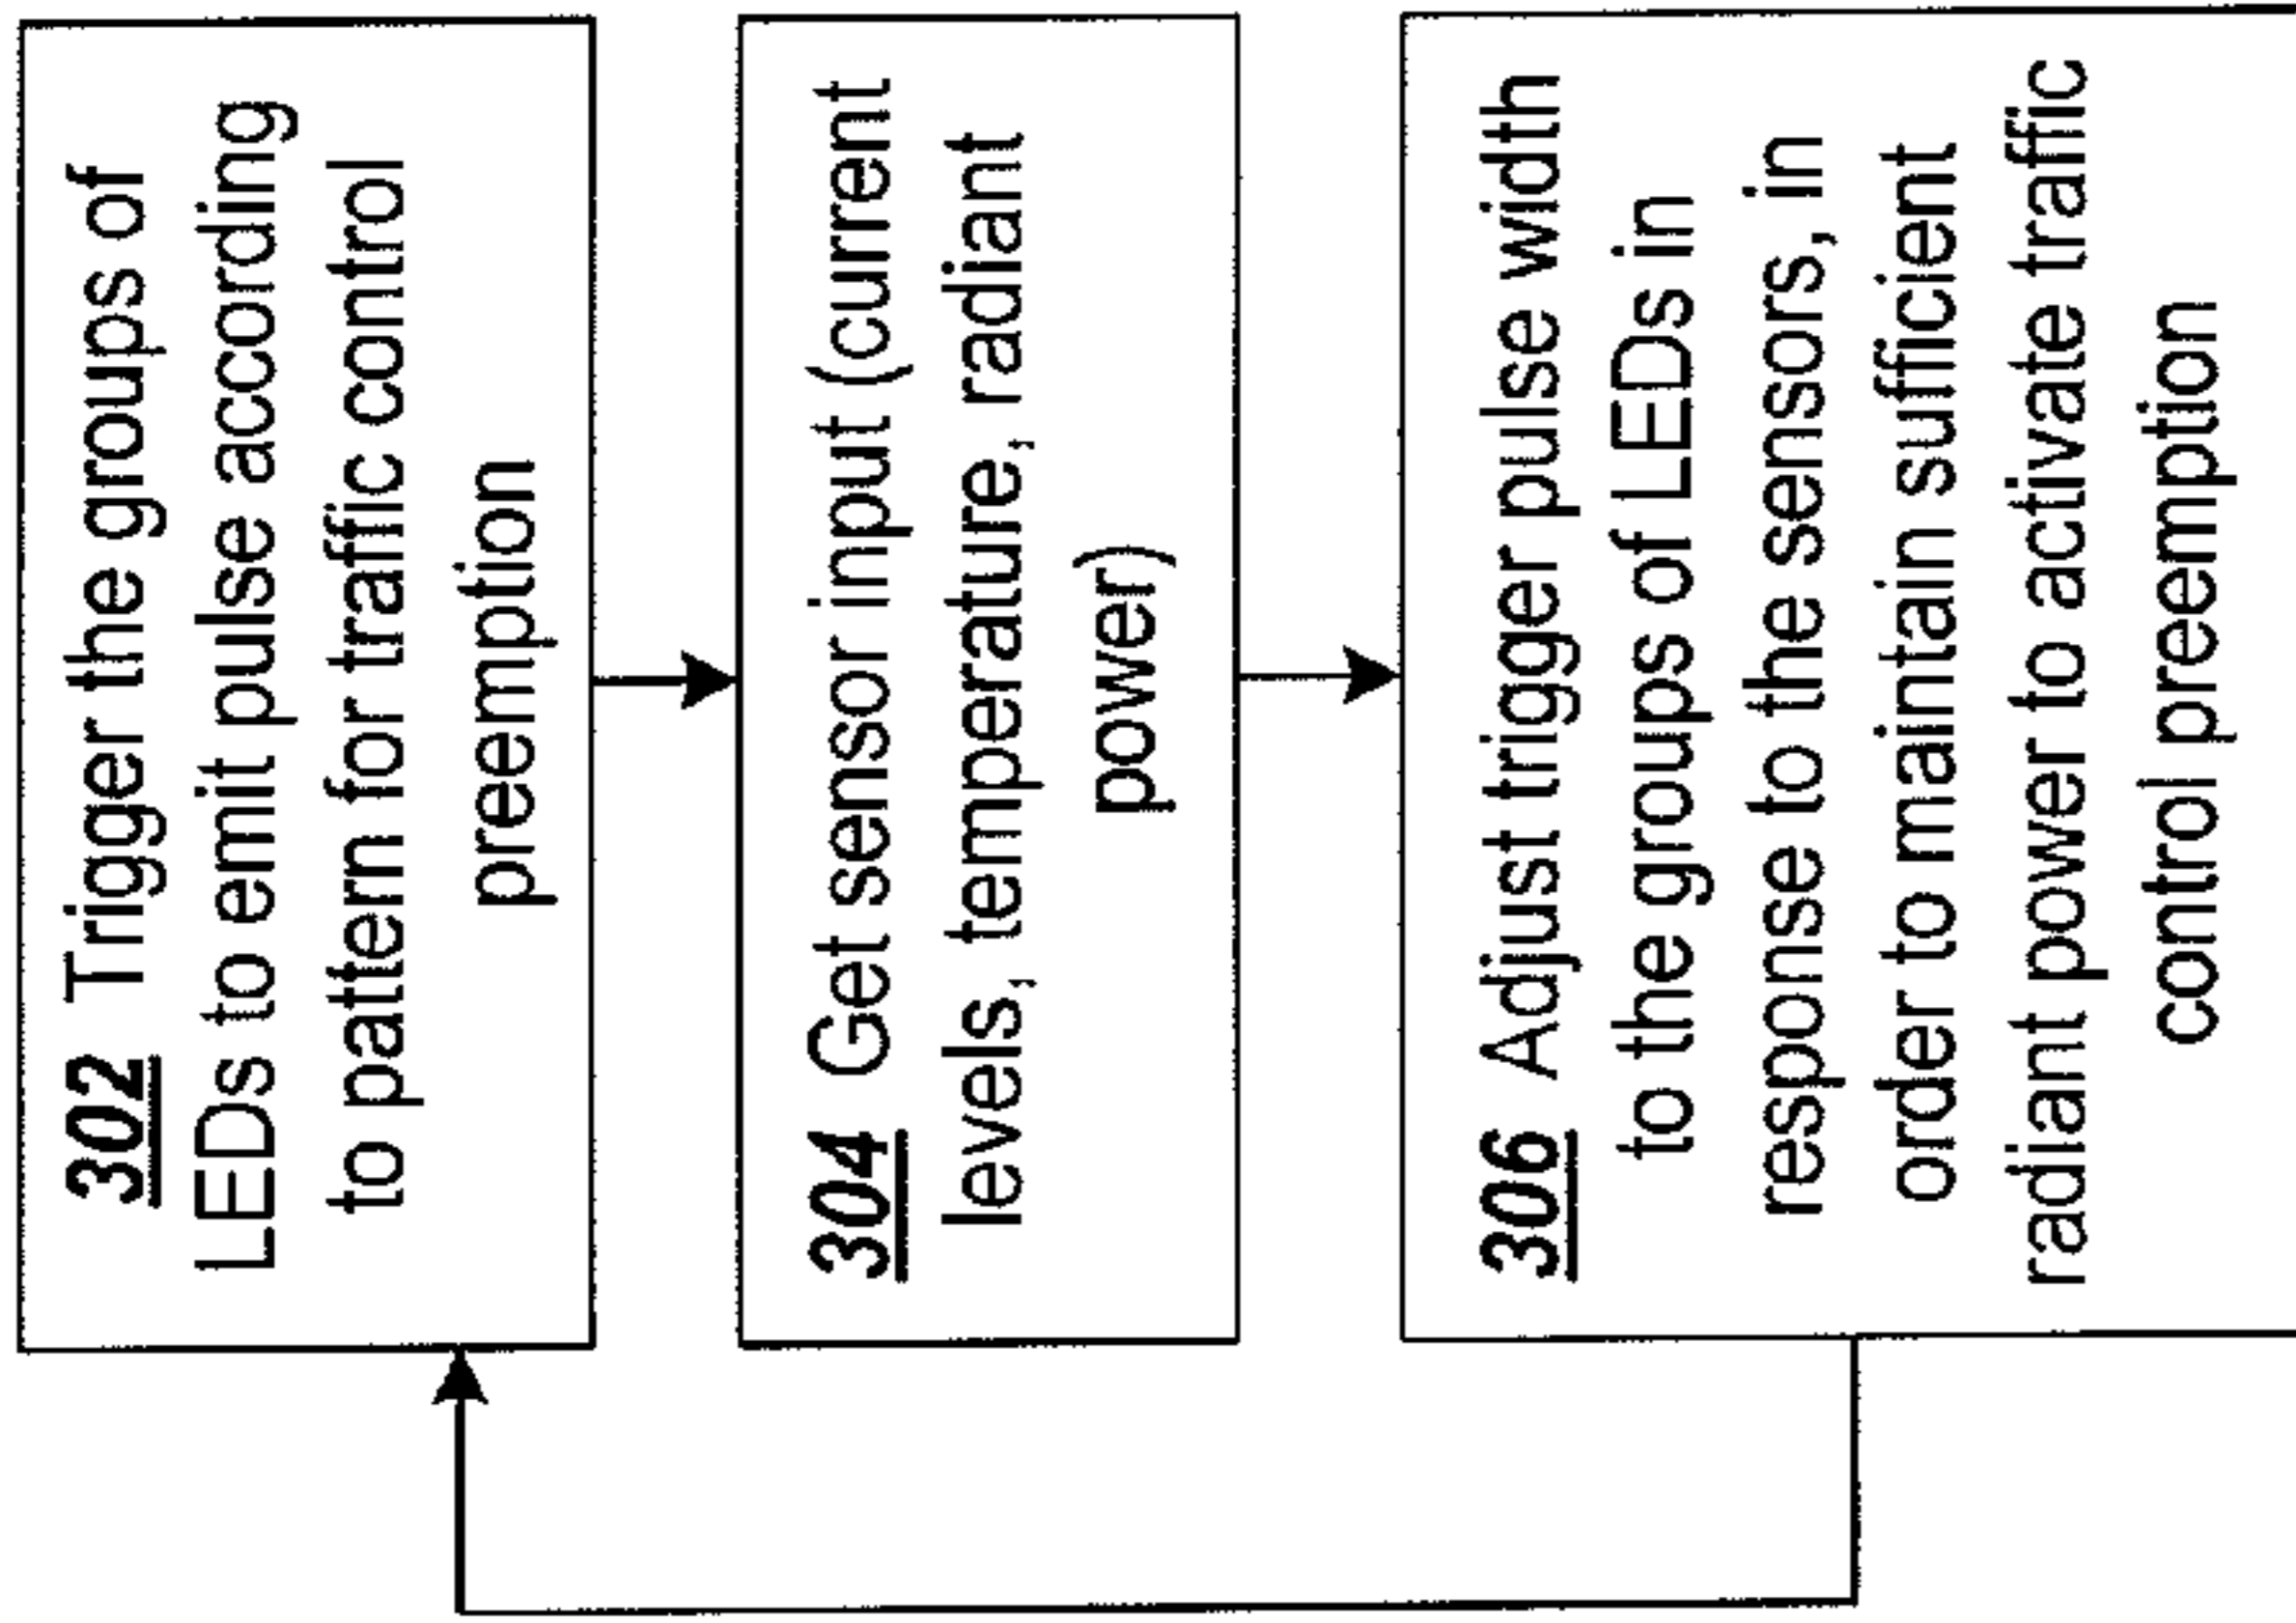 302 Trigger the groups of
LEDs to emit pulse according
to pattern for traffic control
preemption
304 Get sensor input (current
levels, temperature, radiant
power)
306 Adjust trigger pulse width
to the groups of LEDs in
response to the sensors, in
order to maintain sufficient
radiant power to activate traffic
control preemption